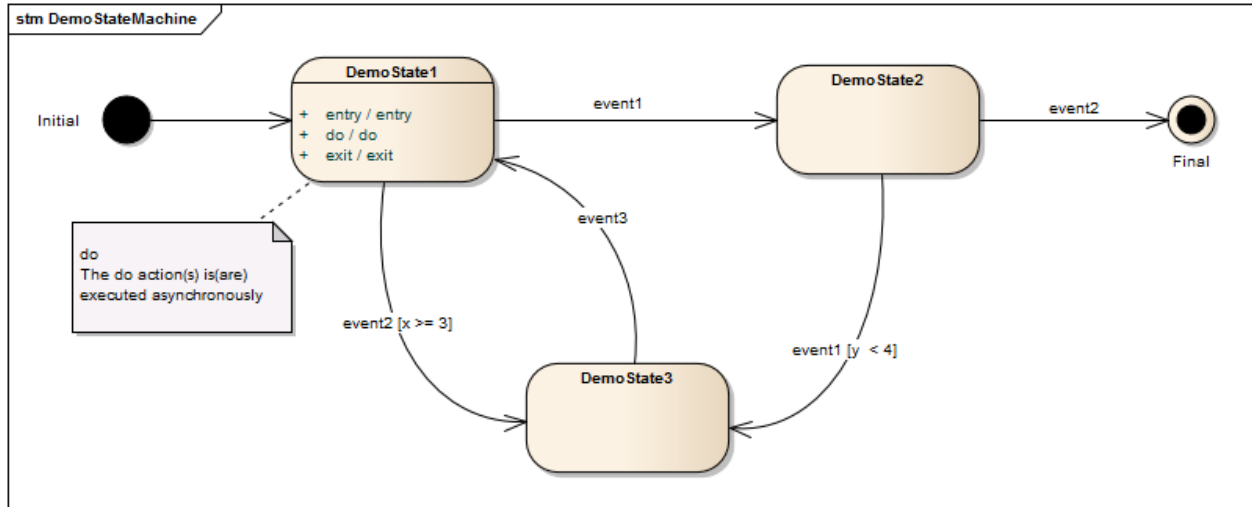 stm DemoStateMachine
Initial
DemoState1
+ entry / entry
+ do / do
+ exit / exit
event1
DemoState2
event2
Final
do
The do action(s) is(are)
executed asynchronously
event3
event2 [x >= 3]
event1 [y  < 4]
DemoState3